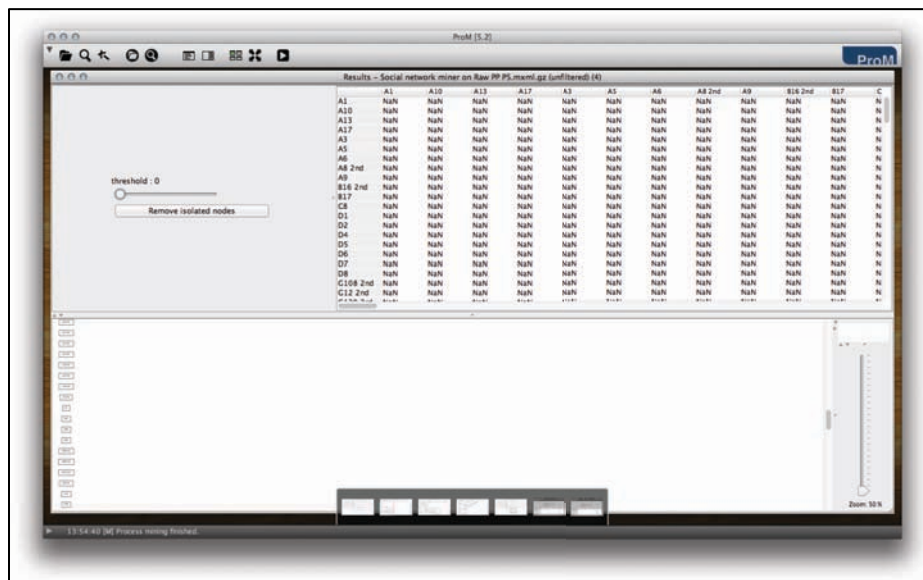 ProM [5.2]
ProM
Results - Social network miner on Raw PP PS.mxml.gz (unfiltered) (4)
A1 A10 A13 A17 A3 A5 A6 A8 2nd A9 B16 2nd B17 C
A1 NaN NaN NaN NaN NaN NaN NaN NaN NaN NaN NaN N
A10 NaN NaN NaN NaN NaN NaN NaN NaN NaN NaN NaN N
A13 NaN NaN NaN NaN NaN NaN NaN NaN NaN NaN NaN N
A17 NaN NaN NaN NaN NaN NaN NaN NaN NaN NaN NaN N
A3 NaN NaN NaN NaN NaN NaN NaN NaN NaN NaN NaN N
A5 NaN NaN NaN NaN NaN NaN NaN NaN NaN NaN NaN N
A6 NaN NaN NaN NaN NaN NaN NaN NaN NaN NaN NaN N
A8 2nd NaN NaN NaN NaN NaN NaN NaN NaN NaN NaN NaN N
A9 NaN NaN NaN NaN NaN NaN NaN NaN NaN NaN NaN N
B16 2nd NaN NaN NaN NaN NaN NaN NaN NaN NaN NaN NaN N
B17 NaN NaN NaN NaN NaN NaN NaN NaN NaN NaN NaN N
C8 NaN NaN NaN NaN NaN NaN NaN NaN NaN NaN NaN N
D1 NaN NaN NaN NaN NaN NaN NaN NaN NaN NaN NaN N
D2 NaN NaN NaN NaN NaN NaN NaN NaN NaN NaN NaN N
D4 NaN NaN NaN NaN NaN NaN NaN NaN NaN NaN NaN N
D5 NaN NaN NaN NaN NaN NaN NaN NaN NaN NaN NaN N
D6 NaN NaN NaN NaN NaN NaN NaN NaN NaN NaN NaN N
D7 NaN NaN NaN NaN NaN NaN NaN NaN NaN NaN NaN N
D8 NaN NaN NaN NaN NaN NaN NaN NaN NaN NaN NaN N
G108 2nd NaN NaN NaN NaN NaN NaN NaN NaN NaN NaN NaN N
G12 2nd NaN NaN NaN NaN NaN NaN NaN NaN NaN NaN NaN N
threshold : 0
Remove isolated nodes
Zoom: 50 %
13:54:40 [M] Process mining finished.